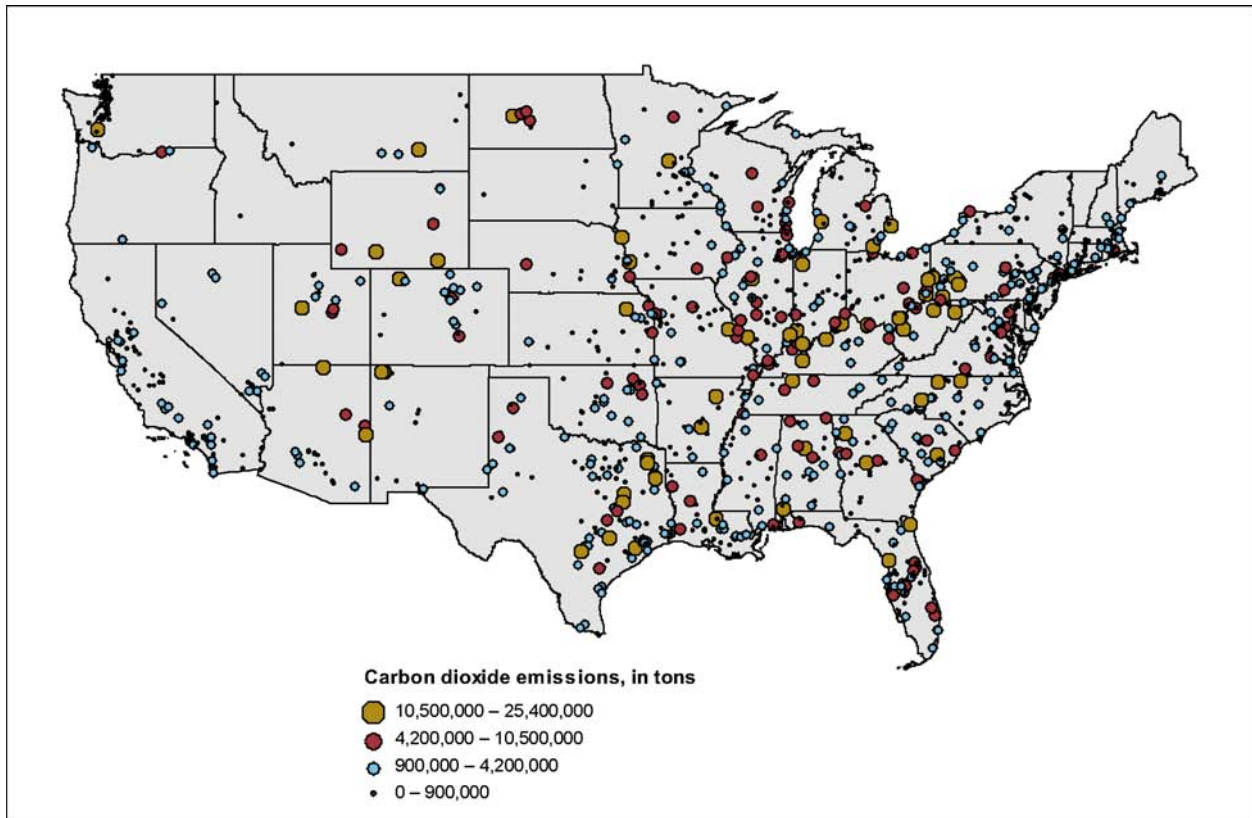 Carbon dioxide emissions, in tons
10,500,000 – 25,400,000
4,200,000 – 10,500,000
900,000 – 4,200,000
0 – 900,000